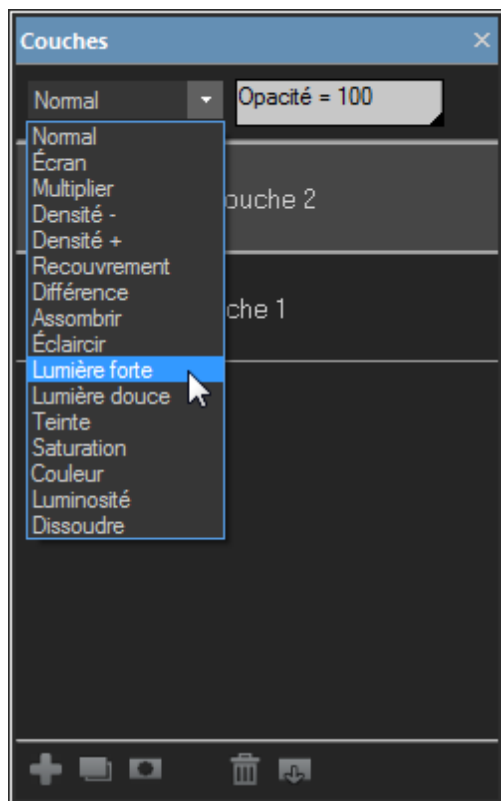 Couches
Normal
Opacité = 100
Normal
Écran
Multiplier
Densité -
Densité +
Recouvrement
Différence
Assombrir
Éclaircir
Lumière forte
Lumière douce
Teinte
Saturation
Couleur
Luminosité
Dissoudre
ouche 2
che 1